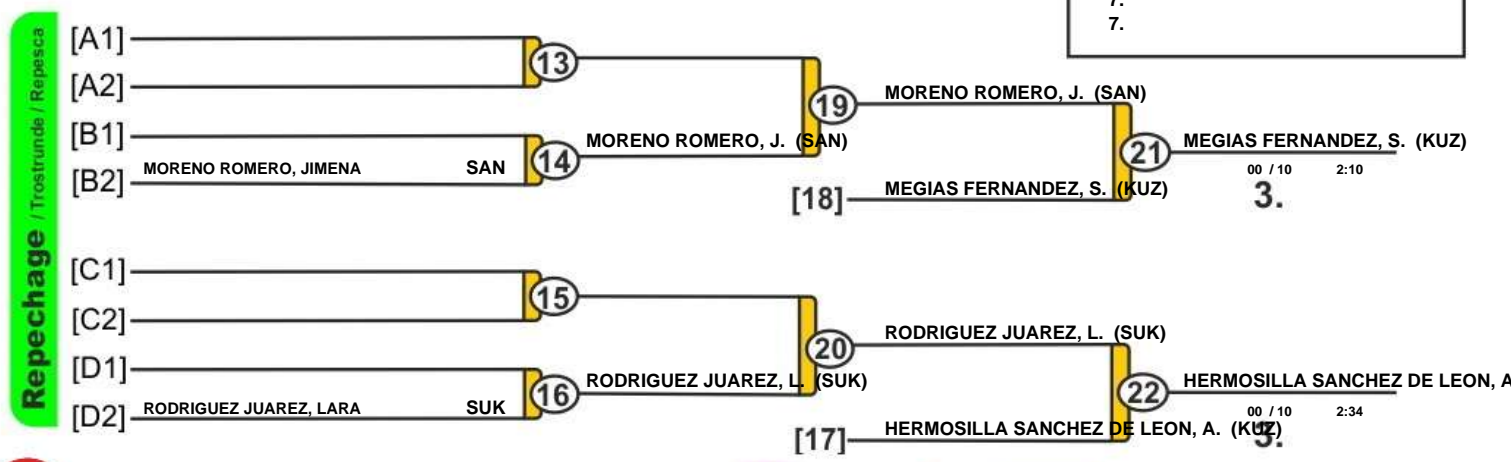 7.
7.
Repechage / Trostrunde / Repesca
[A1]
13
[A2]
19
MORENO ROMERO, J. (SAN)
[B1]
MORENO ROMERO, J. (SAN)
21
MEGIAS FERNANDEZ, S. (KUZ)
14
[B2]
MORENO ROMERO, JIMENA SAN
00 / 10 2:10
[18]
MEGIAS FERNANDEZ, S. (KUZ)
3.
[C1]
15
[C2]
20
RODRIGUEZ JUAREZ, L. (SUK)
[D1]
16
RODRIGUEZ JUAREZ, L. (SUK)
22
HERMOSILLA SANCHEZ DE LEON, A
[D2]
RODRIGUEZ JUAREZ, LARA SUK
00 / 10 2:34
[17]
HERMOSILLA SANCHEZ DE LEON, A. (KUZ)
3.